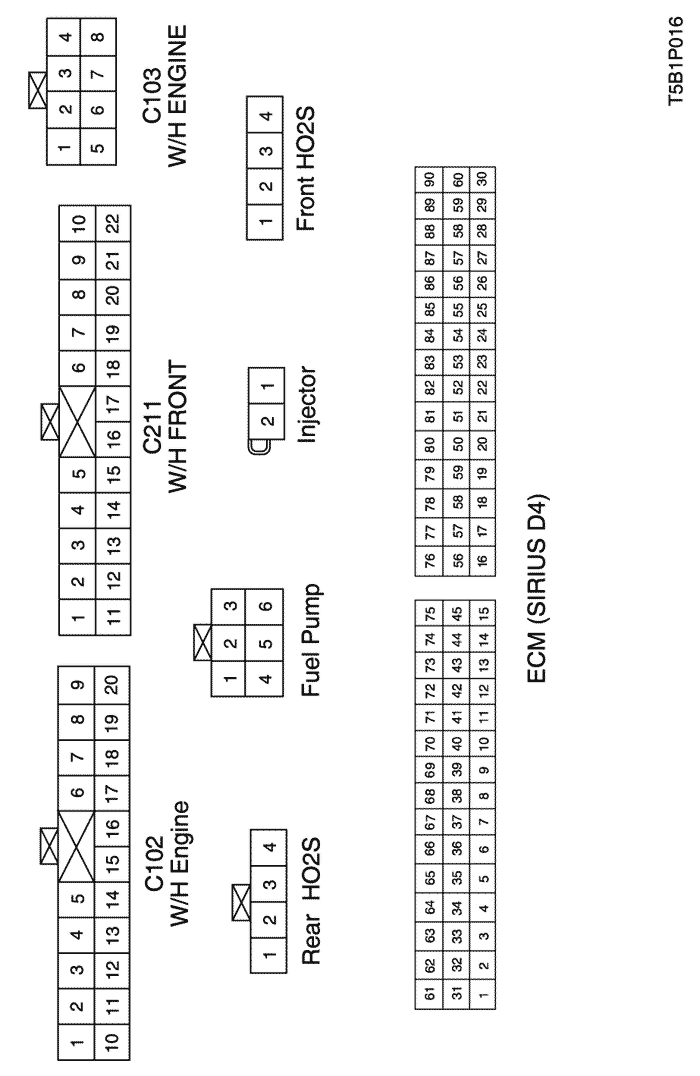 1 2 3 4 5 6 7 8 9
10 11 12 13 14 15 16 17 18 19 20
C102
W/H Engine
1 2 3 4 5 6 7 8 9 10
11 12 13 14 15 16 17 18 19 20 21 22
C211
W/H FRONT
1 2 3 4
5 6 7 8
C103
W/H ENGINE
1 2 3 4
Rear HO2S
1 2 3
4 5 6
Fuel Pump
2 1
Injector
1 2 3 4
Front HO2S
61 62 63 64 65 66 67 68 69 70 71 72 73 74 75
31 32 33 34 35 36 37 38 39 40 41 42 43 44 45
1 2 3 4 5 6 7 8 9 10 11 12 13 14 15
76 77 78 79 80 81 82 83 84 85 86 87 88 89 90
56 57 58 59 50 51 52 53 54 55 56 57 58 59 60
16 17 18 19 20 21 22 23 24 25 26 27 28 29 30
ECM (SIRIUS D4)
T5B1P016